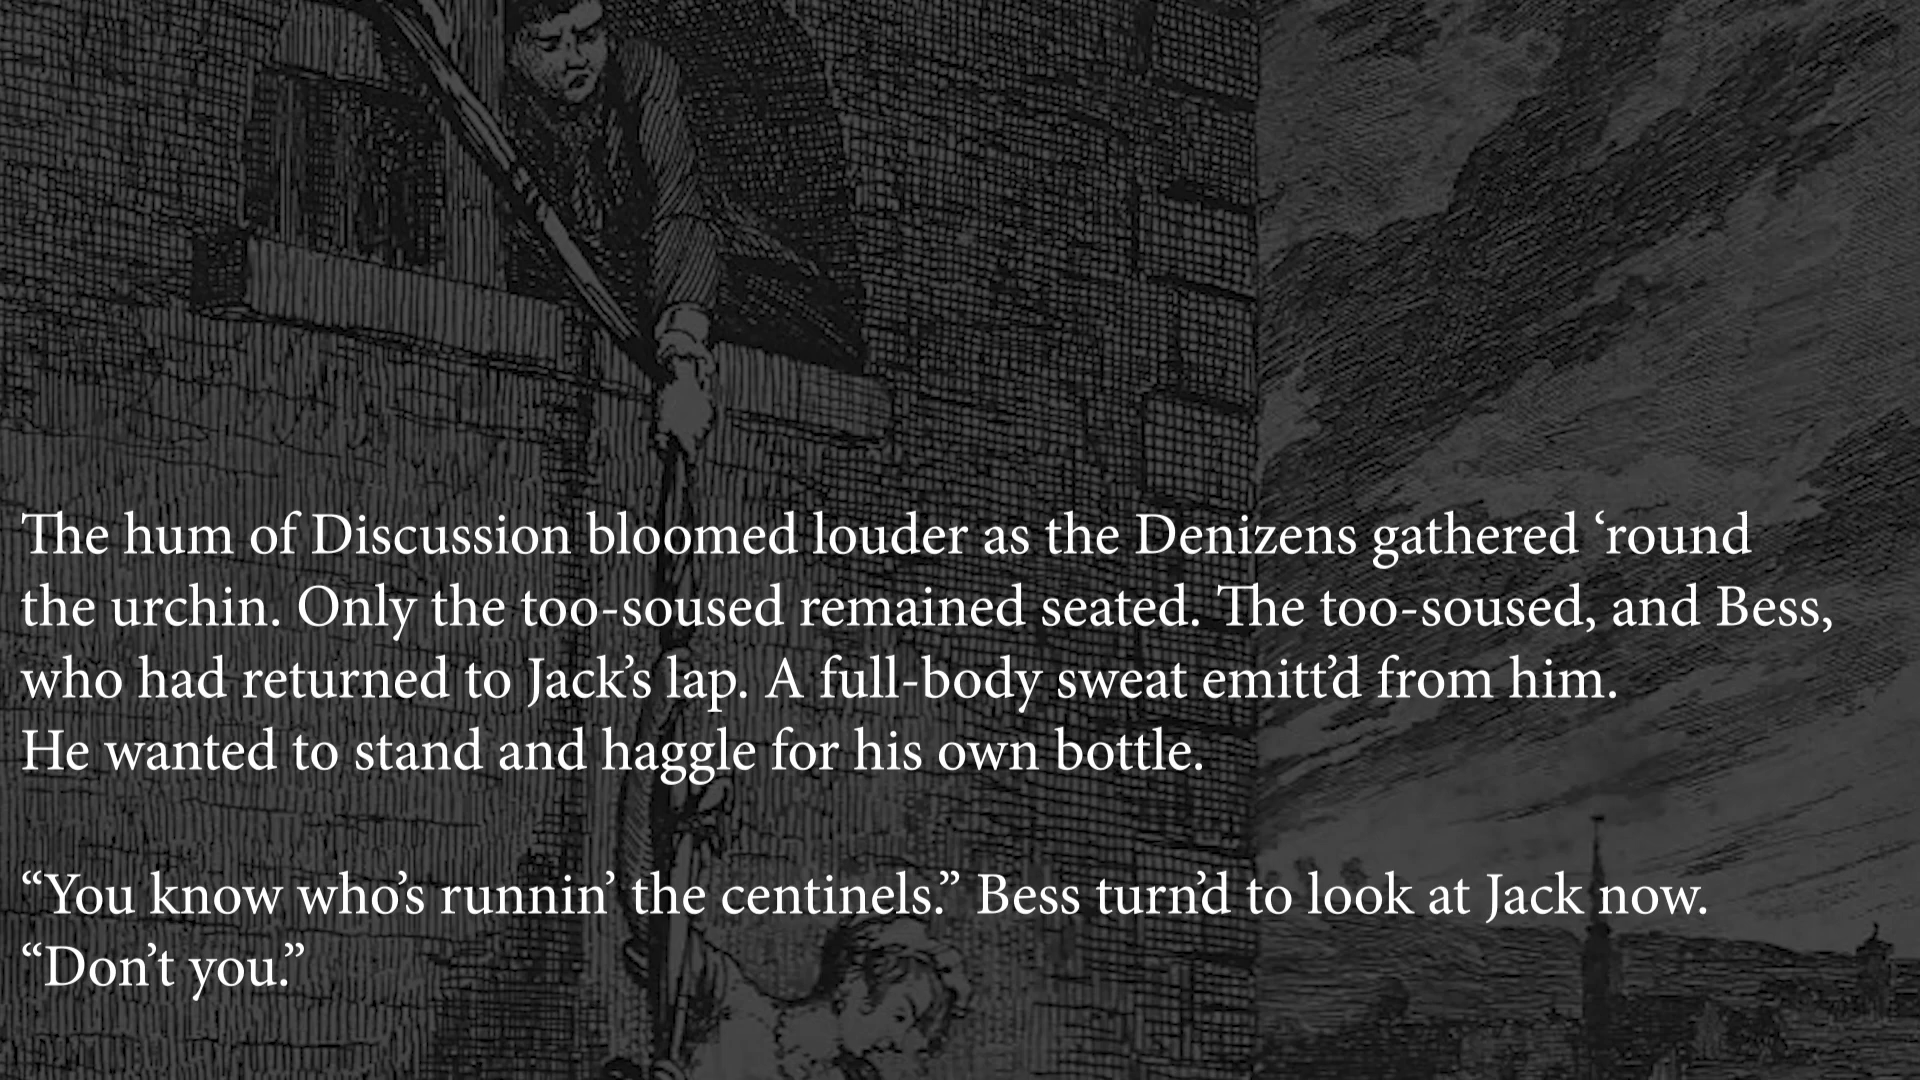 The hum of Discussion bloomed louder as the Denizens gathered ‘round
the urchin. Only the too-soused remained seated. The too-soused, and Bess,
who had returned to Jack’s lap. A full-body sweat emitt’d from him.
He wanted to stand and haggle for his own bottle.
“You know who’s runnin’ the centinels.” Bess turn’d to look at Jack now.
“Don’t you.”